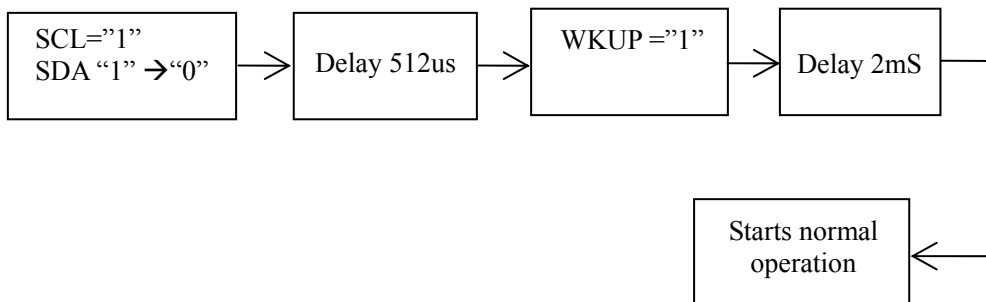 SCL=”1”
SDA “1” →“0”
Delay 512us
WKUP =”1”
Delay 2mS
Starts normal
operation